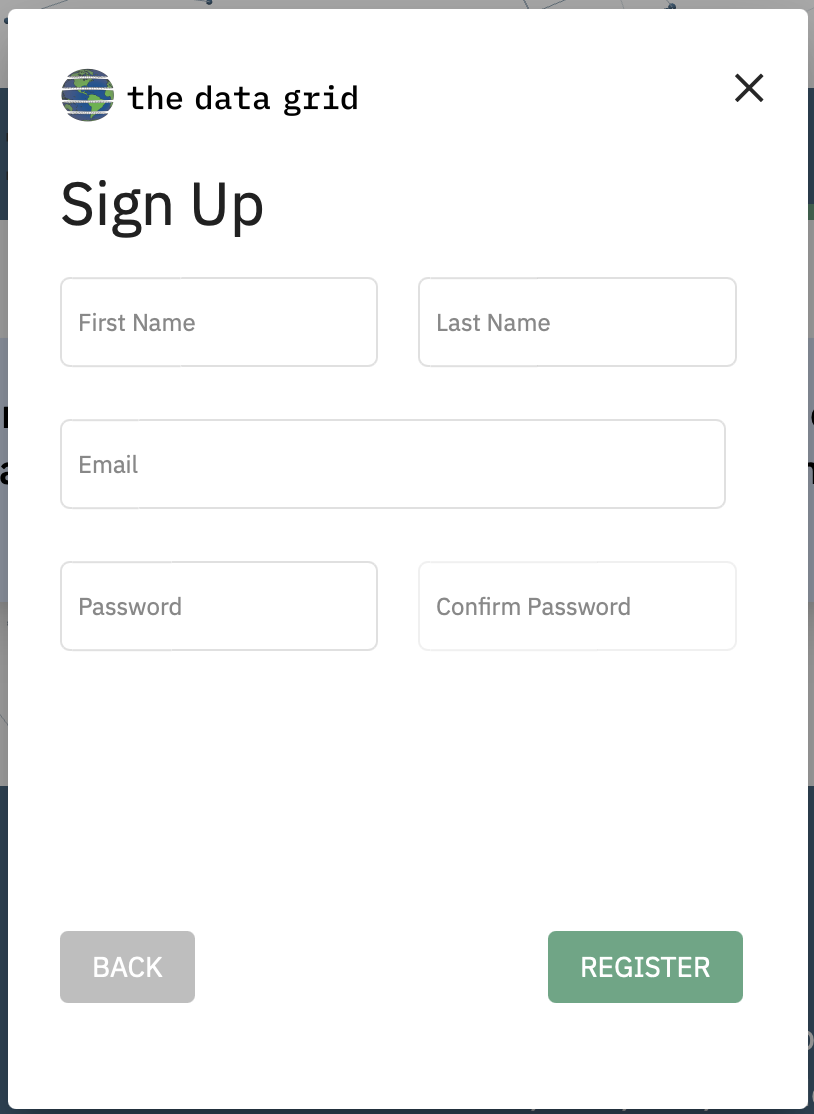 the data grid
Sign Up
First Name Last Name
Email
Password Confirm Password
BACK REGISTER